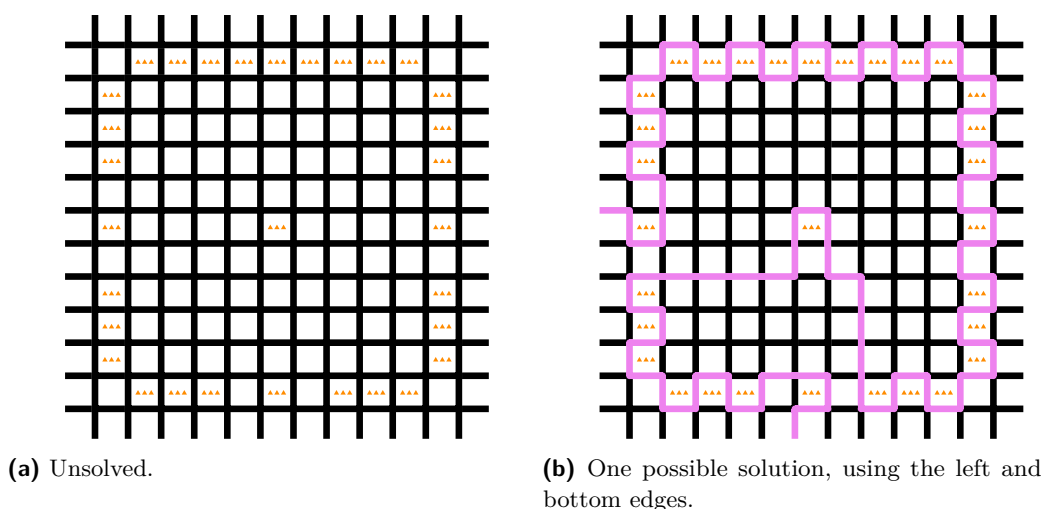 (a) Unsolved.
(b) One possible solution, using the left and
bottom edges.